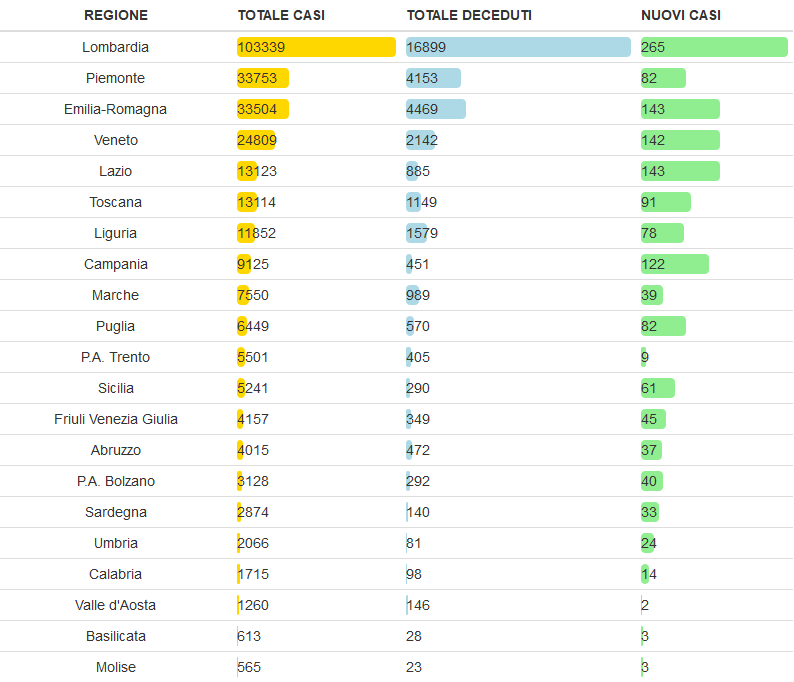 REGIONE TOTALE CASI TOTALE DECEDUTI NUOVI CASI
Lombardia 103339 16899 265
Piemonte 33753 4153 82
Emilia-Romagna 33504 4469 143
Veneto 24809 2142 142
Lazio 13123 885 143
Toscana 13114 1149 91
Liguria 11852 1579 78
Campania 9125 451 122
Marche 7550 989 39
Puglia 6449 570 82
P.A. Trento 5501 405 9
Sicilia 5241 290 61
Friuli Venezia Giulia 4157 349 45
Abruzzo 4015 472 37
P.A. Bolzano 3128 292 40
Sardegna 2874 140 33
Umbria 2066 81 24
Calabria 1715 98 14
Valle d'Aosta 1260 146 2
Basilicata 613 28 3
Molise 565 23 3